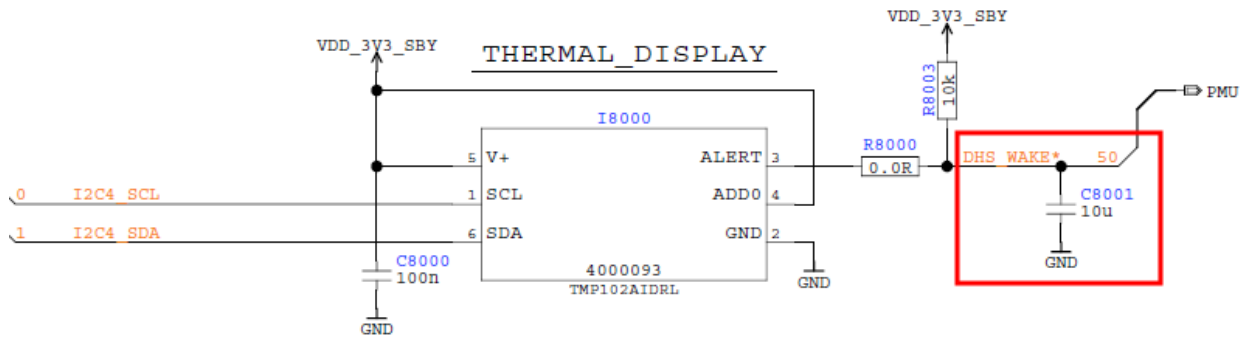 VDD_3V3_SBY
VDD_3V3_SBY
THERMAL_DISPLAY
R8003
10k
PMU
I8000
R8000
0.0R
DHS_WAKE*
50
5
V+
ALERT
3
0
I2C4_SCL
1
SCL
ADD0
4
C8001
10u
1
I2C4_SDA
6
SDA
GND
2
GND
C8000
100n
4000093
TMP102AIDRL
GND
GND